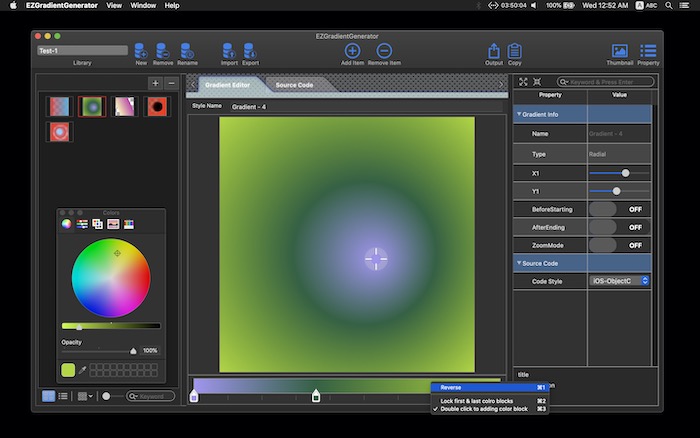 EZGradientGenerator View Window Help
03:50:04 100% Wed 12:52 AM A ABC
EZGradientGenerator
Test-1
Library New Remove Rename Import Export Add Item Remove Item Output Copy Thumbnail Property
Gradient Editor Source Code
Keyword & Press Enter
Style Name Gradient - 4
Property Value
Gradient Info
Name Gradient - 4
Type Radial
X1
Y1
BeforeStarting OFF
AfterEnding OFF
ZoomMode OFF
Source Code
Code Style iOS-ObjectC
Colors
Opacity
100%
title
Reverse ⌘1
Lock first & last colro blocks ⌘2
✓ Double click to adding color block ⌘3
Keyword